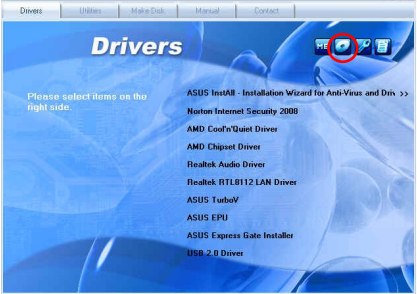 Drivers Utilities Make Disk Manual Contact
Drivers
Please select items on the
right side.
ASUS InstAll - Installation Wizard for Anti-Virus and Driv >>
Norton Internet Security 2008
AMD Cool'n'Quiet Driver
AMD Chipset Driver
Realtek Audio Driver
Realtek RTL8112 LAN Driver
ASUS TurboV
ASUS EPU
ASUS Express Gate Installer
USB 2.0 Driver